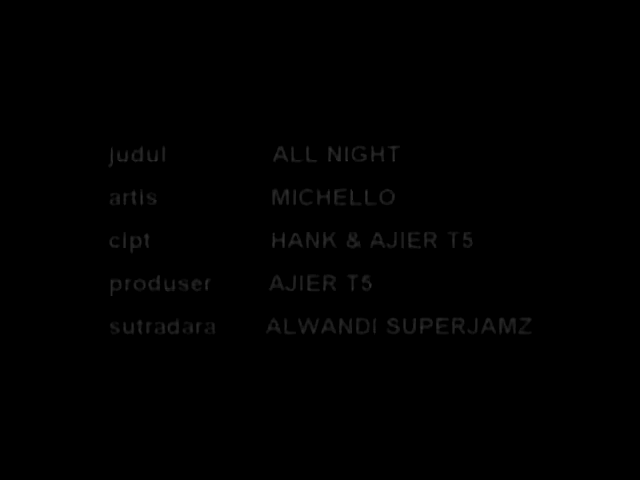 judul ALL NIGHT
artis MICHELLO
cipt HANK & AJIER T5
produser AJIER T5
sutradara ALWANDI SUPERJAMZ